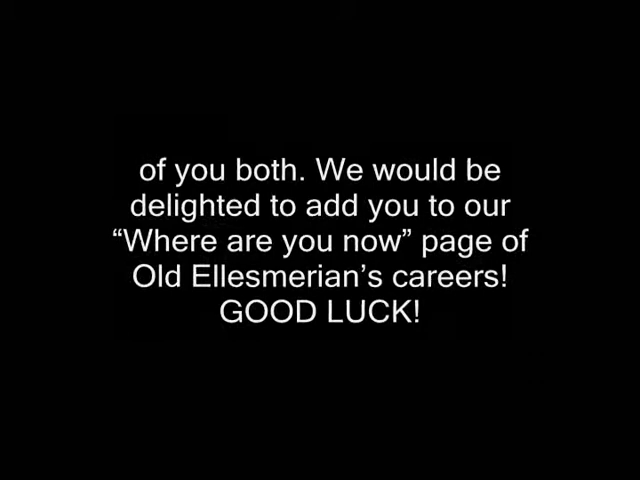 of you both. We would be
delighted to add you to our
“Where are you now” page of
Old Ellesmerian’s careers!
GOOD LUCK!